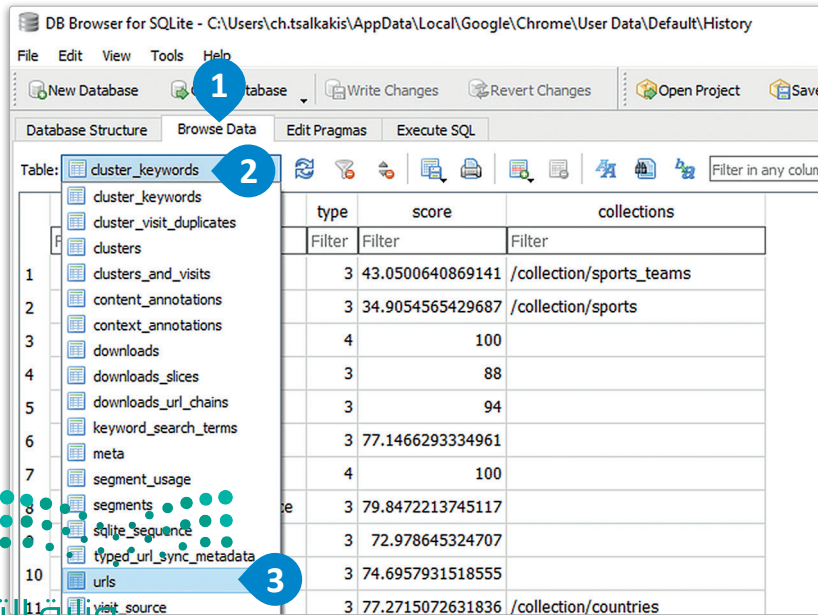 DB Browser for SQLite - C:\Users\ch.tsalkakis\AppData\Local\Google\Chrome\User Data\Default\History
File Edit View Tools Help
New Database 1 tabase Write Changes Revert Changes Open Project Save
Database Structure Browse Data Edit Pragmas Execute SQL
Table: cluster_keywords 2 Filter in any colum
type score collections
Filter Filter Filter
cluster_keywords
cluster_visit_duplicates
clusters
clusters_and_visits
content_annotations
context_annotations
downloads
downloads_slices
downloads_url_chains
keyword_search_terms
meta
segment_usage
segments
sqlite_sequence
typed_url_sync_metadata
urls 3
visit_source
1 3 43.0500640869141 /collection/sports_teams
2 3 34.9054565429687 /collection/sports
3 4 100
4 3 88
5 3 94
6 3 77.1466293334961
7 4 100
8 3 79.8472213745117
3 72.978645324707
10 3 74.6957931518555
11 3 77.2715072631836 /collection/countries